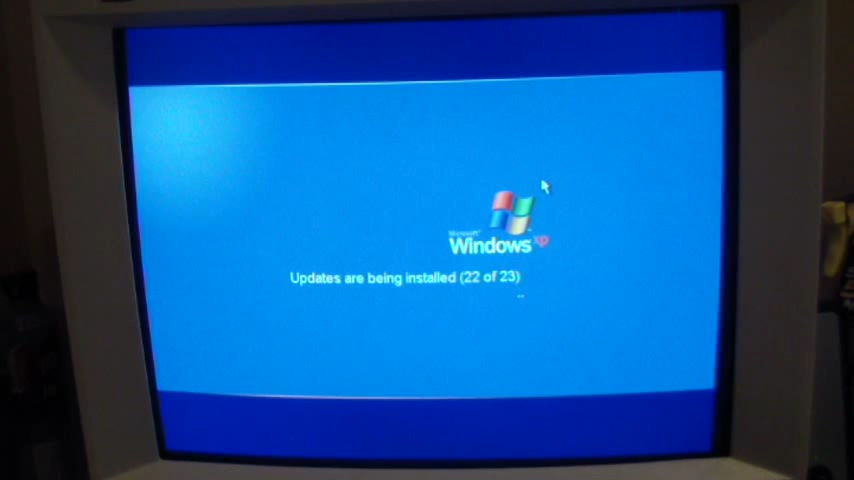 Microsoft
Windows xp
Updates are being installed (22 of 23)
...